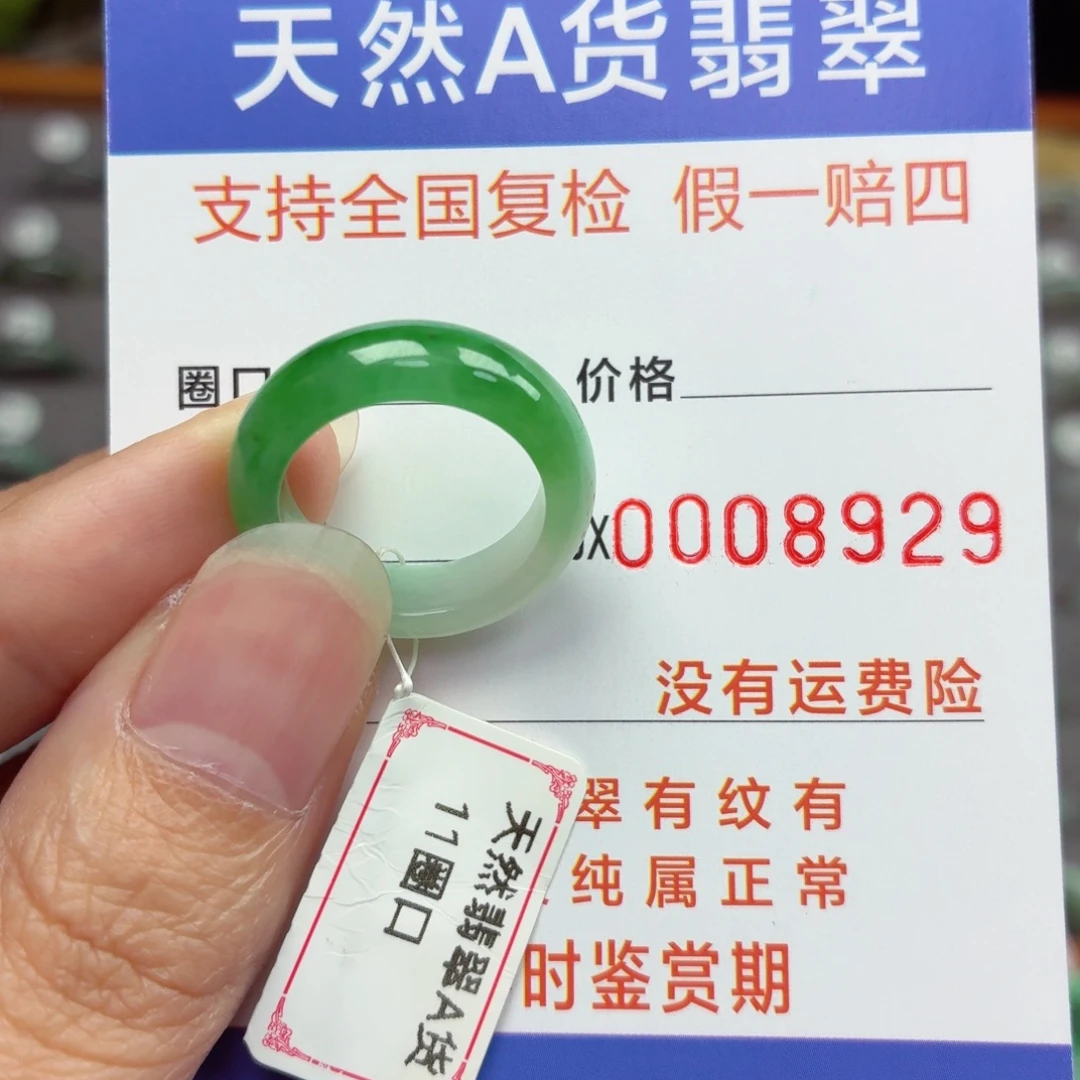 天然A货翡翠
支持全国复检 假一赔四
圈口 价格
X0008929
没有运费险
翠有纹有
纯属正常
时鉴赏期
天然翡翠A货
11圈口